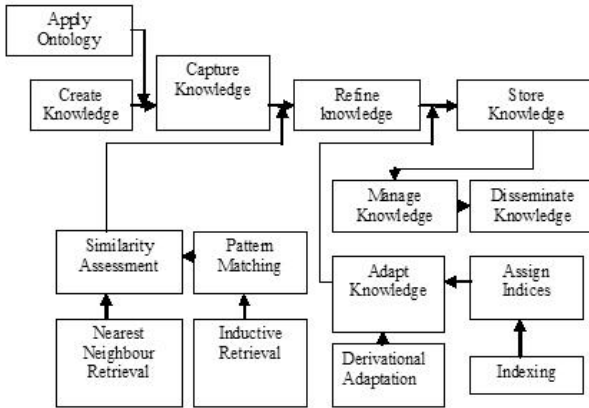 Apply
Ontology
Create
Knowledge
Capture
Knowledge
Refine
knowledge
Store
Knowledge
Manage
Knowledge
Disseminate
Knowledge
Similarity
Assessment
Pattern
Matching
Adapt
Knowledge
Assign
Indices
Nearest
Neighbour
Retrieval
Inductive
Retrieval
Derivational
Adaptation
Indexing